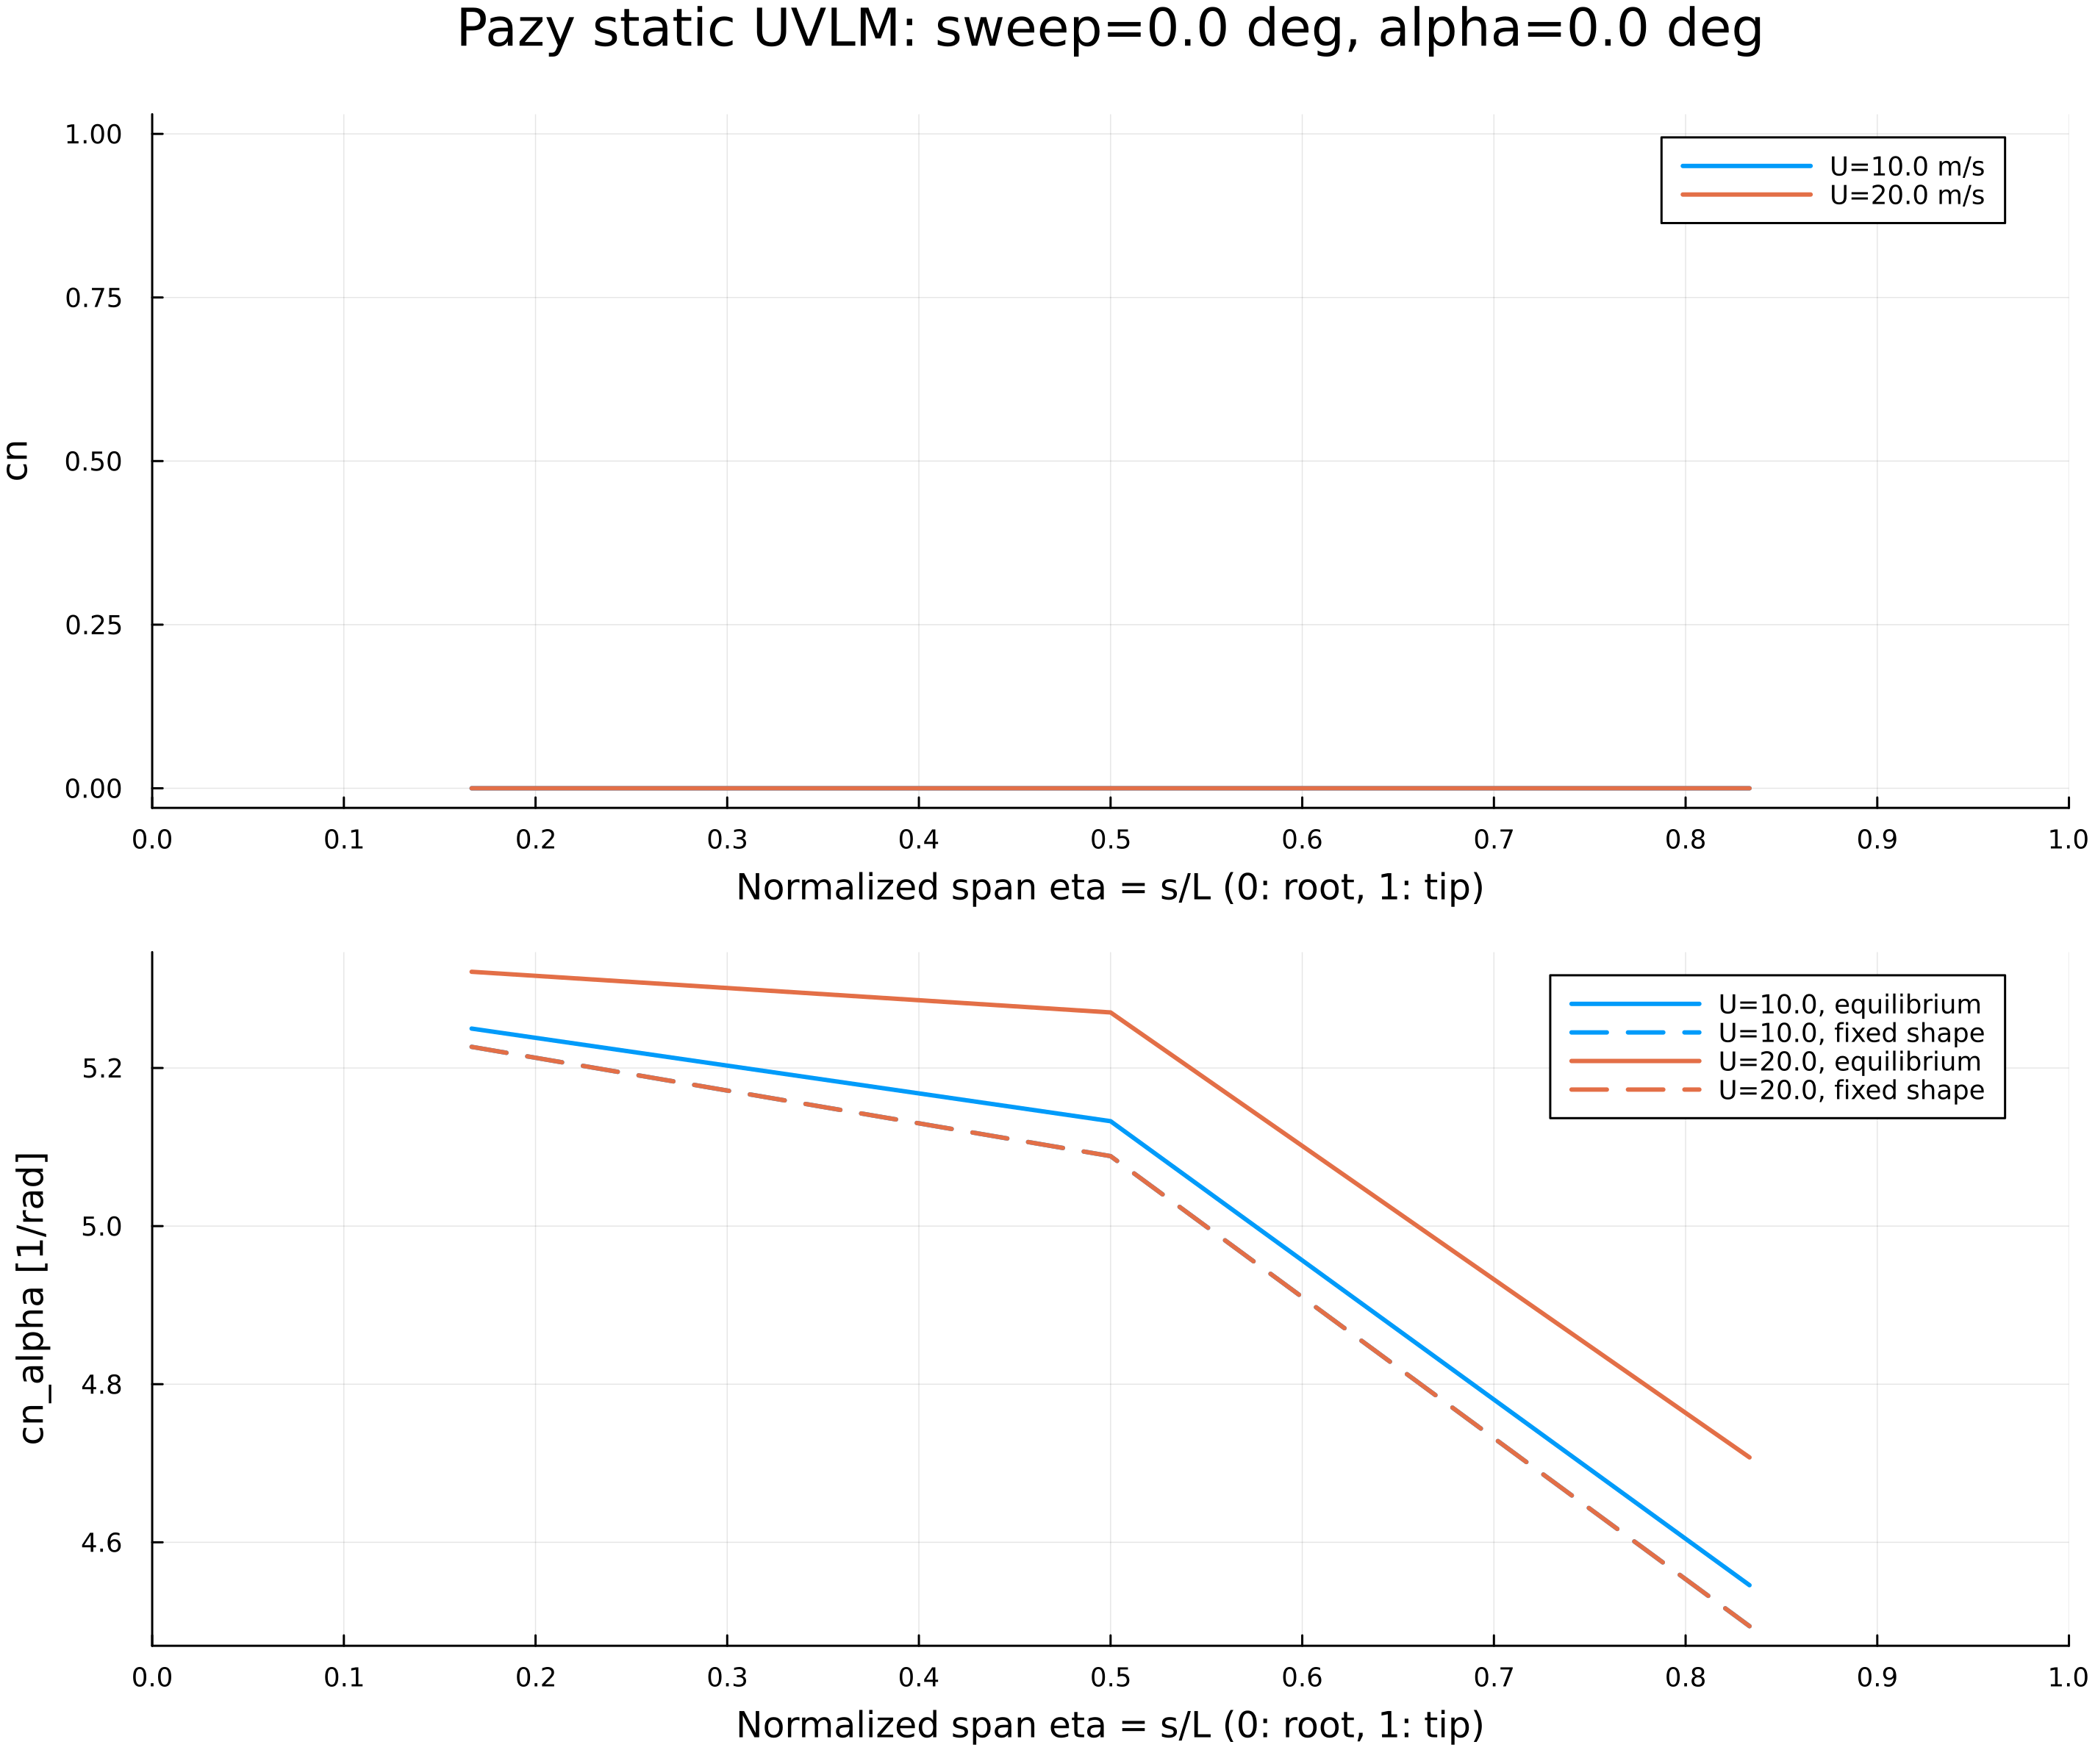 Pazy static UVLM: sweep=0.0 deg, alpha=0.0 deg
1.00
0.75
0.50
0.25
0.00
cn
U=10.0 m/s
U=20.0 m/s
0.0 0.1 0.2 0.3 0.4 0.5 0.6 0.7 0.8 0.9 1.0
Normalized span eta = s/L (0: root, 1: tip)
5.2
5.0
4.8
4.6
cn_alpha [1/rad]
U=10.0, equilibrium
U=10.0, fixed shape
U=20.0, equilibrium
U=20.0, fixed shape
0.0 0.1 0.2 0.3 0.4 0.5 0.6 0.7 0.8 0.9 1.0
Normalized span eta = s/L (0: root, 1: tip)